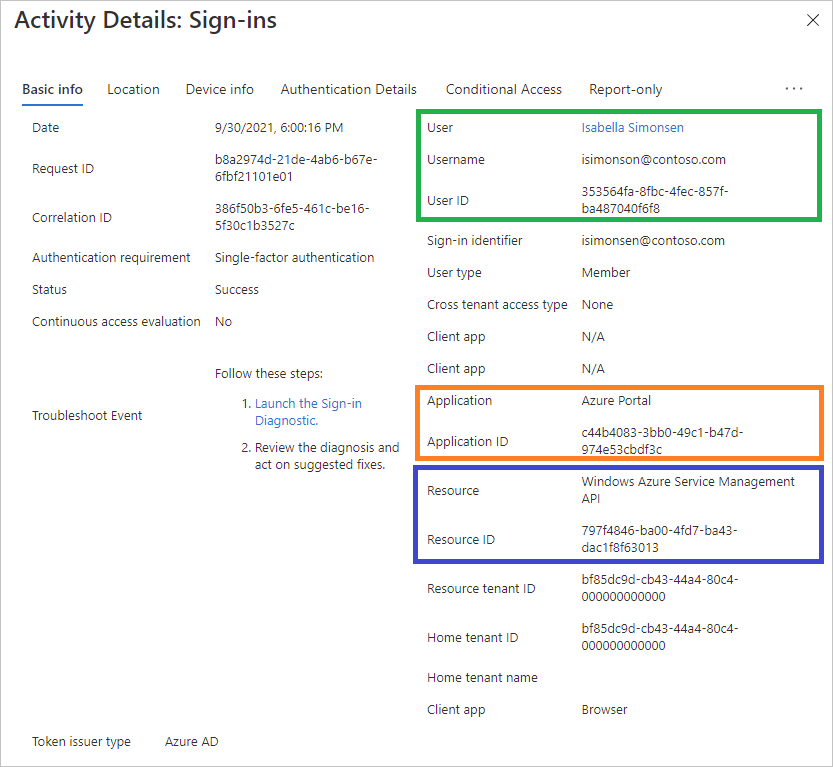 Activity Details: Sign-ins
Basic info Location Device info Authentication Details Conditional Access Report-only ...
Date 9/30/2021, 6:00:16 PM
Request ID b8a2974d-21de-4ab6-b67e-
6fbf21101e01
Correlation ID 386f50b3-6fe5-461c-be16-
5f30c1b3527c
Authentication requirement Single-factor authentication
Status Success
Continuous access evaluation No
Troubleshoot Event
Follow these steps:
1. Launch the Sign-in
Diagnostic.
2. Review the diagnosis and
act on suggested fixes.
User Isabella Simonsen
Username isimonson@contoso.com
User ID 353564fa-8fbc-4fec-857f-
ba487040f6f8
Sign-in identifier isimonsen@contoso.com
User type Member
Cross tenant access type None
Client app N/A
Client app N/A
Application Azure Portal
Application ID c44b4083-3bb0-49c1-b47d-
974e53cbdf3c
Resource Windows Azure Service Management
API
Resource ID 797f4846-ba00-4fd7-ba43-
dac1f8f63013
Resource tenant ID bf85dc9d-cb43-44a4-80c4-
000000000000
Home tenant ID bf85dc9d-cb43-44a4-80c4-
000000000000
Home tenant name
Client app Browser
Token issuer type Azure AD